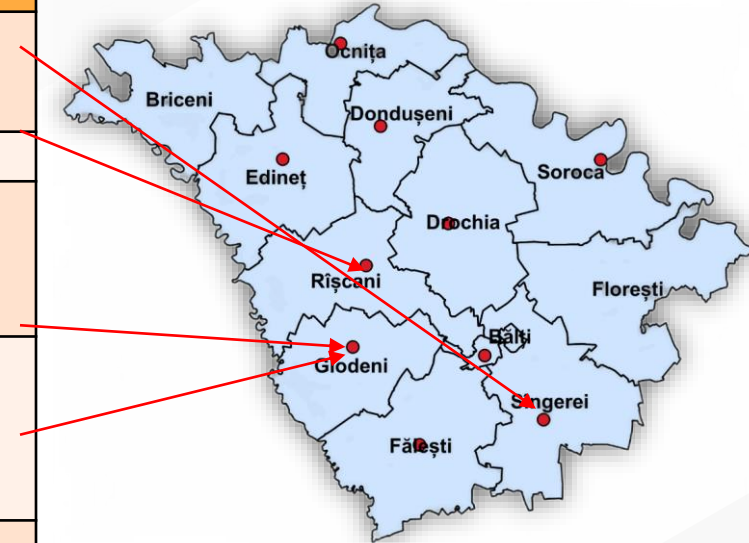 Ocnița
Briceni
Dondușeni
Edineț
Soroca
Drochia
Rîșcani
Florești
Bălți
Glodeni
Sîngerei
Fălești